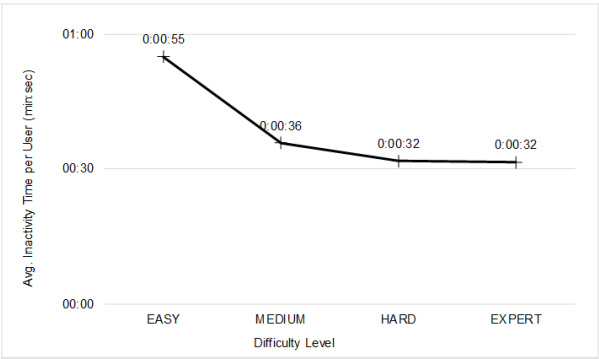 01:00
0:00:55
0:00:36
0:00:32
0:00:32
00:30
00:00
Avg. Inactivity Time per User (min:sec)
EASY
MEDIUM
HARD
EXPERT
Difficulty Level